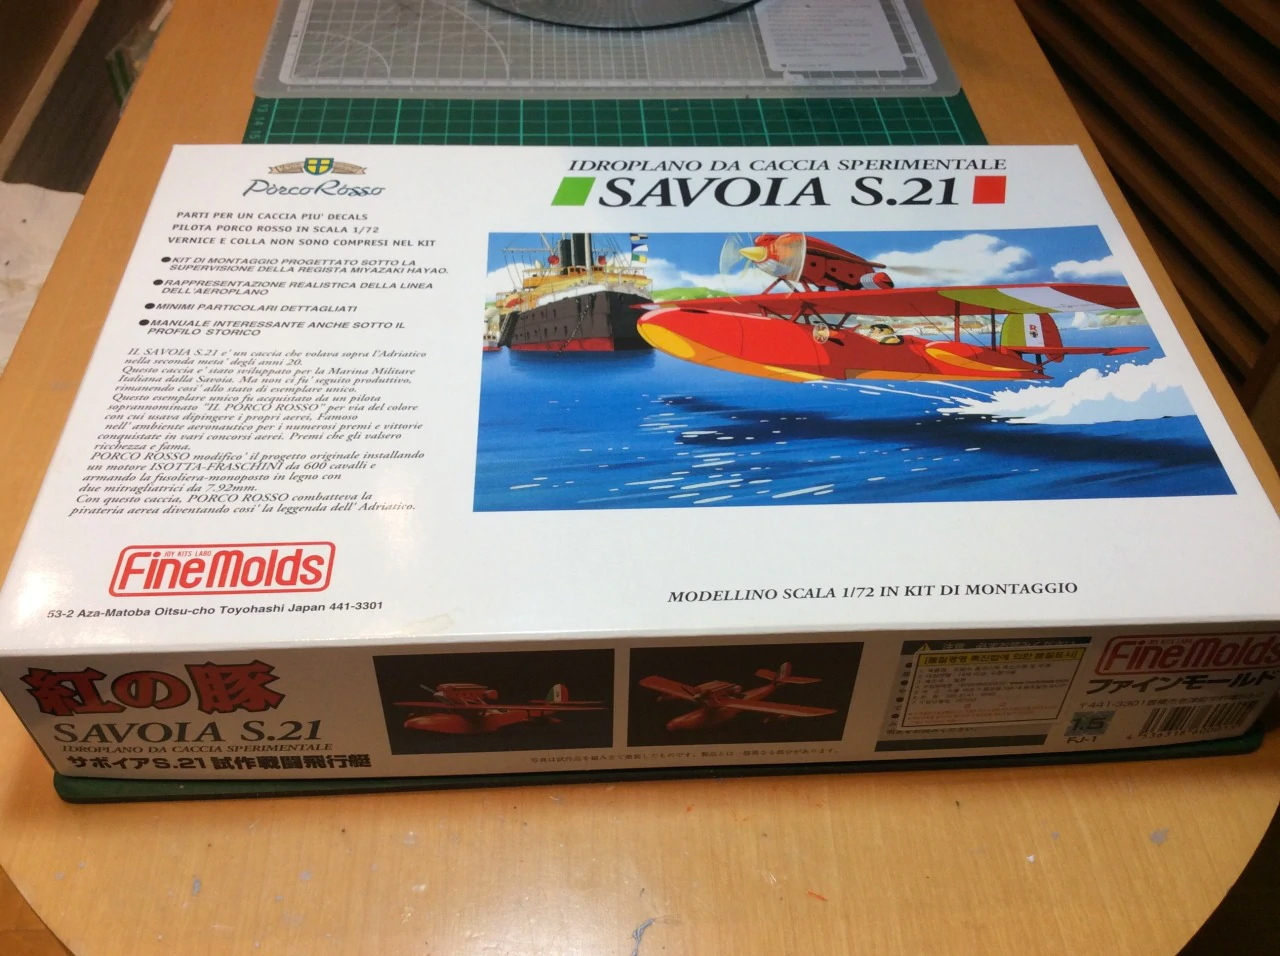 Porco Rosso
IDROPLANO DA CACCIA SPERIMENTALE
SAVOIA S.21
PARTI PER UN CACCIA PIU' DECALS
PILOTA PORCO ROSSO IN SCALA 1/72
VERNICE E COLLA NON SONO COMPRESI NEL KIT
●KIT DI MONTAGGIO PROGETTATO SOTTO LA
SUPERVISIONE DELLA REGISTA MIYAZAKI HAYAO.
●RAPPRESENTAZIONE REALISTICA DELLA LINEA
DELL'AEROPLANO
●MINIMI PARTICOLARI DETTAGLIATI
●MANUALE INTERESSANTE ANCHE SOTTO IL
PROFILO STORICO
IL SAVOIA S.21 e' un caccia che volava sopra l'Adriatico
nella seconda meta' degli anni 20.
Questo caccia e' stato sviluppato per la Marina Militare
Italiana dalla Savoia. Ma non ci fu' seguito produttivo,
rimanendo cosi' allo stato di esemplare unico.
Questo esemplare unico fu acquistato da un pilota
soprannominato "IL PORCO ROSSO" per via del colore
con cui usava dipingere i propri aerei, Famoso
nell'ambiente aeronautico per i numerosi premi e vittorie
conquistate in vari concorsi aerei. Premi che gli valsero
ricchezza e fama.
PORCO ROSSO modifico' il progetto originale installando
un motore ISOTTA-FRASCHINI da 600 cavalli e
armando la fusoliera-monoposto in legno con
due mitragliatrici da 7.92mm.
Con questo caccia, PORCO ROSSO combatteva la
pirateria aerea diventando cosi' la leggenda dell'Adriatico.
R
JOY KITS LABO
FineMolds
53-2 Aza-Matoba Oitsu-cho Toyohashi Japan 441-3301
MODELLINO SCALA 1/72 IN KIT DI MONTAGGIO
紅の豚
SAVOIA S.21
IDROPLANO DA CACCIA SPERIMENTALE
サボイアS.21試作戦闘飛行艇
FineMolds
ファインモールド
15
FJ-1